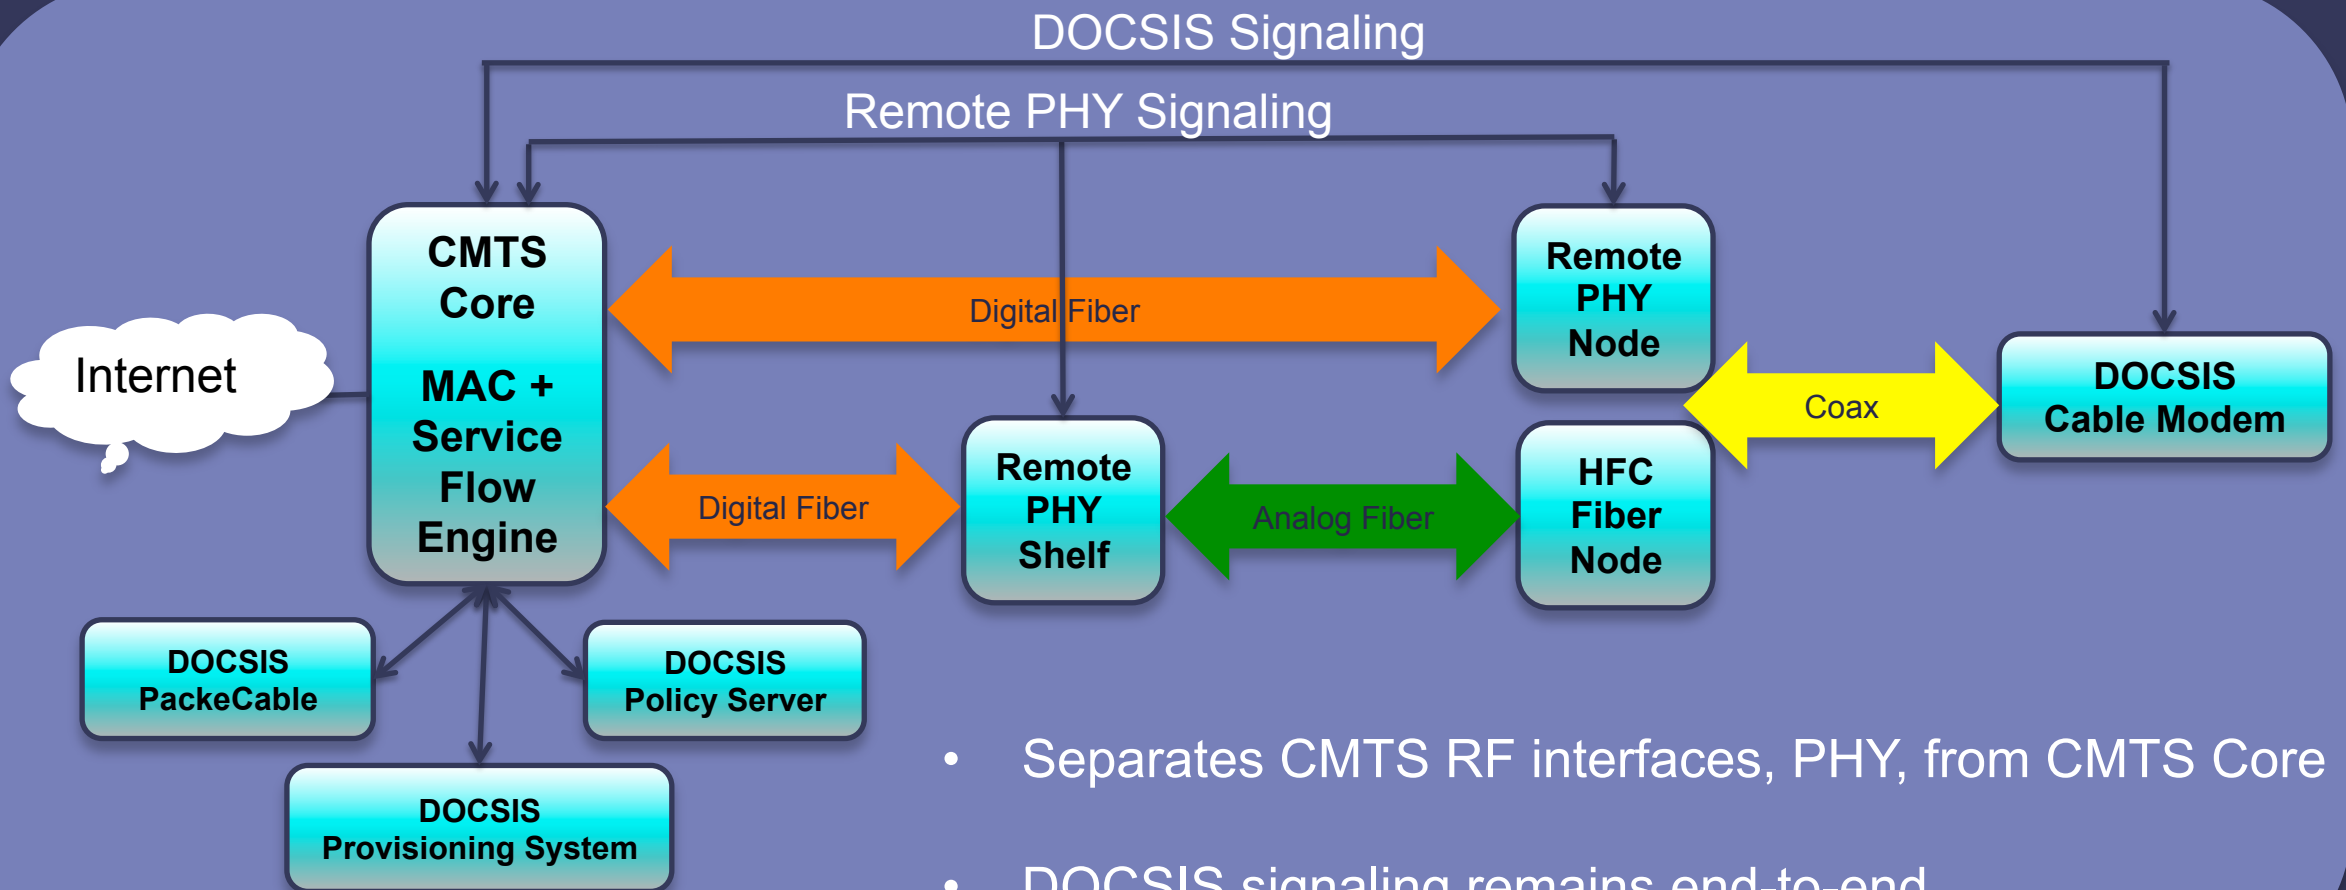 DOCSIS Signaling
Remote PHY Signaling
CMTS
Core
MAC +
Service
Flow
Engine
Internet
Digital Fiber
Remote
PHY
Node
Coax
DOCSIS
Cable Modem
Digital Fiber
Remote
PHY
Shelf
Analog Fiber
HFC
Fiber
Node
DOCSIS
PackeCable
DOCSIS
Policy Server
DOCSIS
Provisioning System
• Separates CMTS RF interfaces, PHY, from CMTS Core
• DOCSIS signaling remains end-to-end